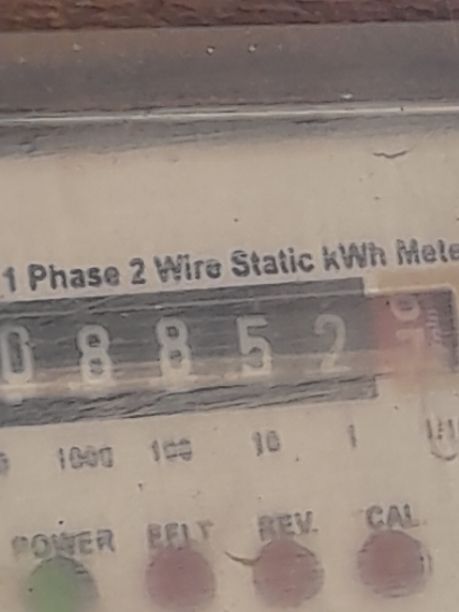 1 Phase 2 Wire Static kWh Mete
0 8 8 5 2
1000 100 10 1
POWER REV. CAL